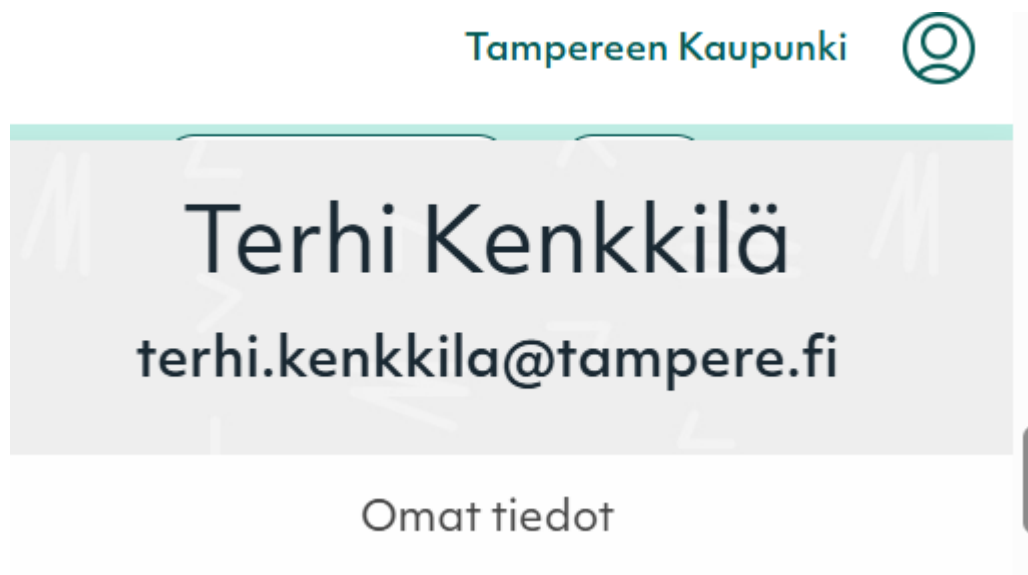 Tampereen Kaupunki
Terhi Kenkkilä
terhi.kenkkila@tampere.fi
Omat tiedot